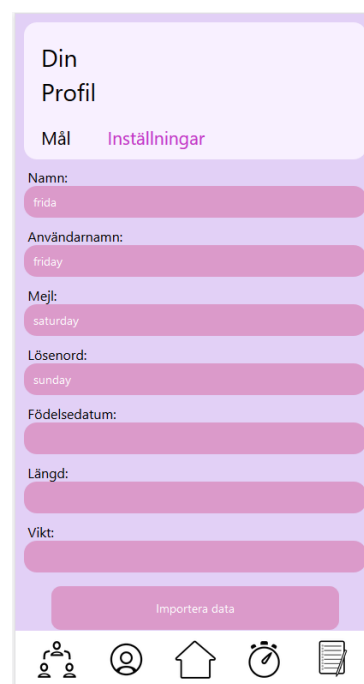 Din
Profil
Mål Inställningar
Namn:
frida
Användarnamn:
friday
Mejl:
saturday
Lösenord:
sunday
Födelsedatum:
Längd:
Vikt:
Importera data